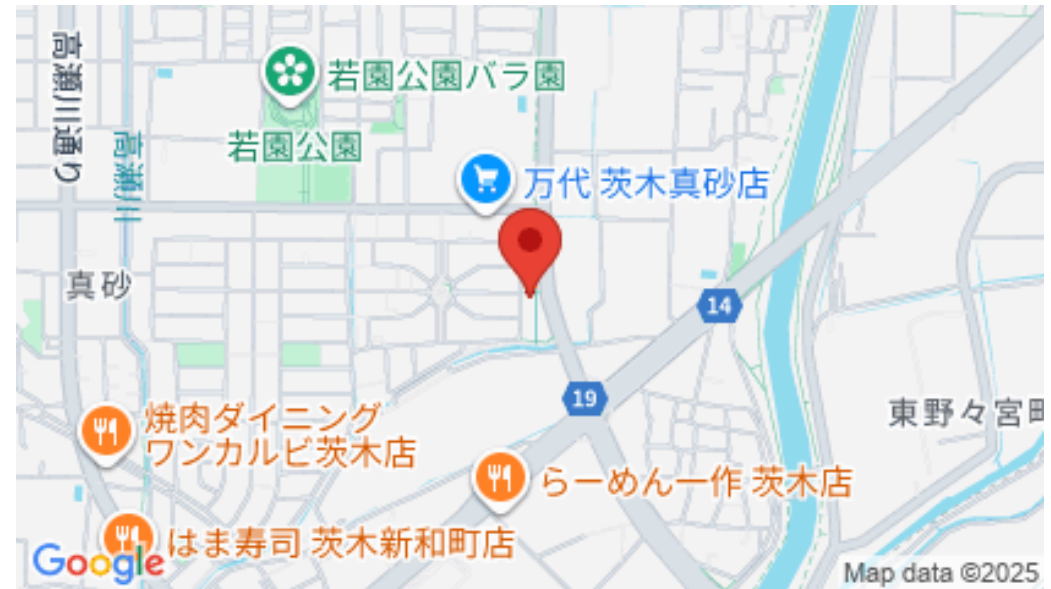 高瀬川通り
高瀬川
若園公園バラ園
若園公園
万代 茨木真砂店
真砂
14
19
焼肉ダイニング
ワンカルビ茨木店
東野々宮町
らーめん一作 茨木店
はま寿司 茨木新和町店
Google
Map data ©2025